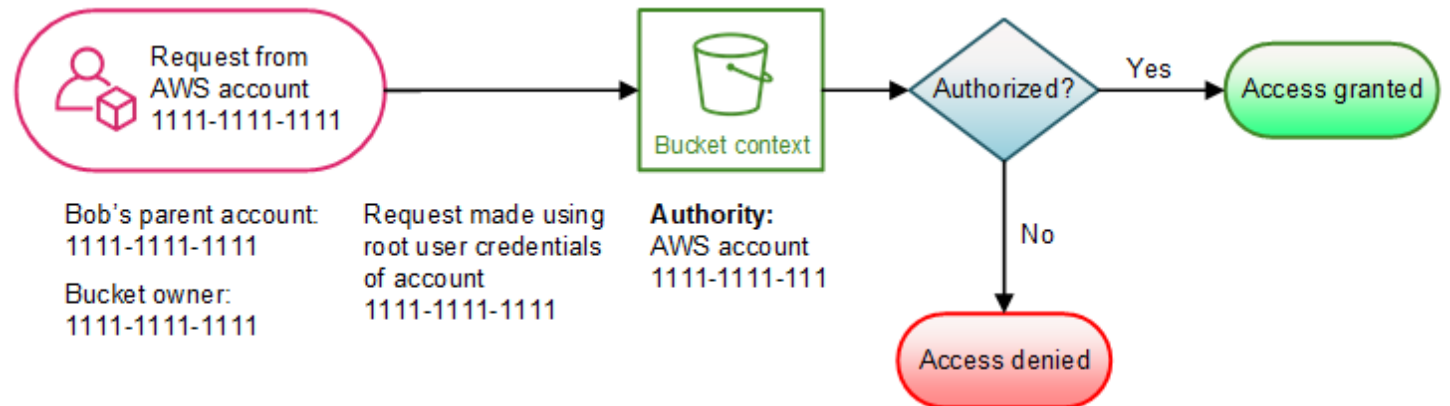 Request from
AWS account
1111-1111-1111
Bucket context
Authorized?
Yes
Access granted
Bob's parent account:
1111-1111-1111
Bucket owner:
1111-1111-1111
Request made using
root user credentials
of account
1111-1111-1111
Authority:
AWS account
1111-1111-111
No
Access denied